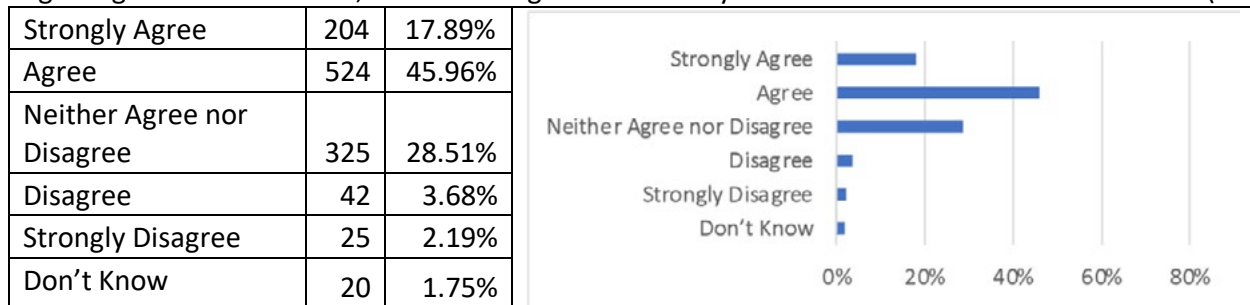 Strongly Agree 204 17.89%
Agree 524 45.96%
Neither Agree nor
Disagree 325 28.51%
Disagree 42 3.68%
Strongly Disagree 25 2.19%
Don't Know 20 1.75%
Strongly Agree
Agree
Neither Agree nor Disagree
Disagree
Strongly Disagree
Don't Know
0% 20% 40% 60% 80%